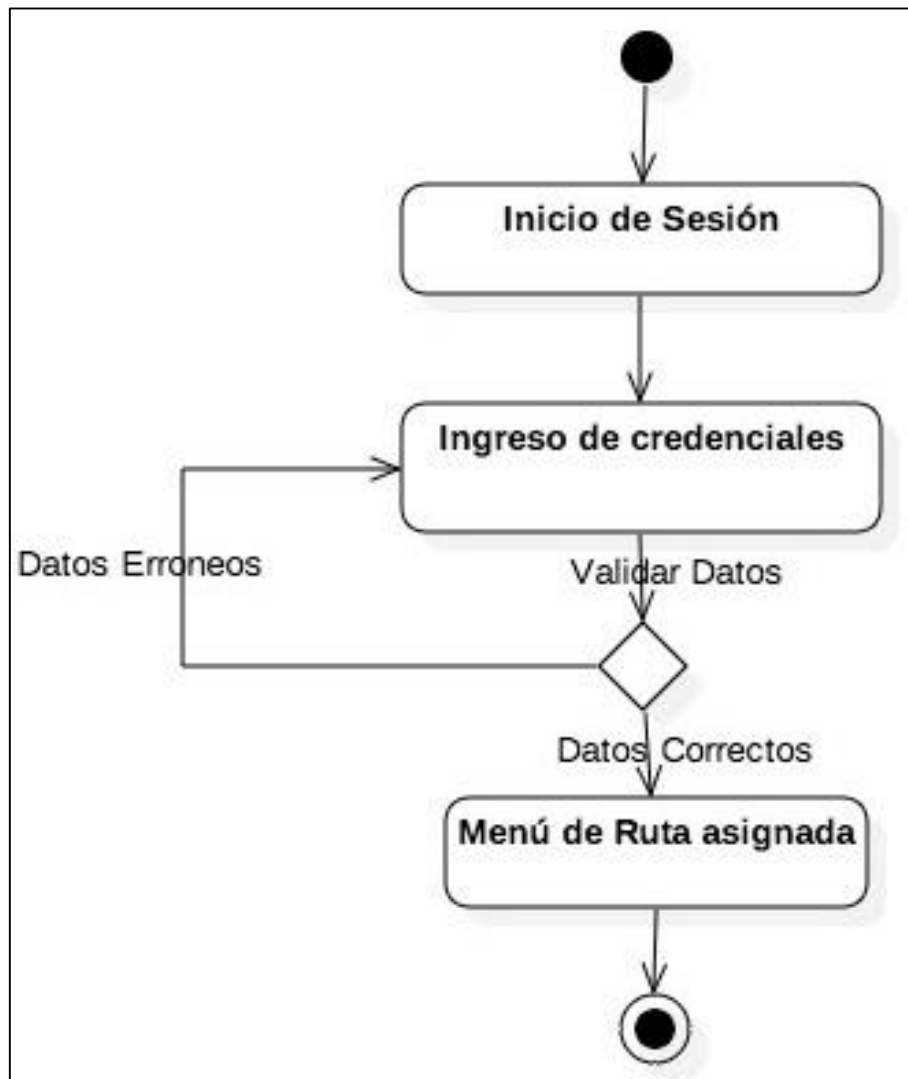 Inicio de Sesión
Ingreso de credenciales
Datos Erroneos
Validar Datos
Datos Correctos
Menú de Ruta asignada